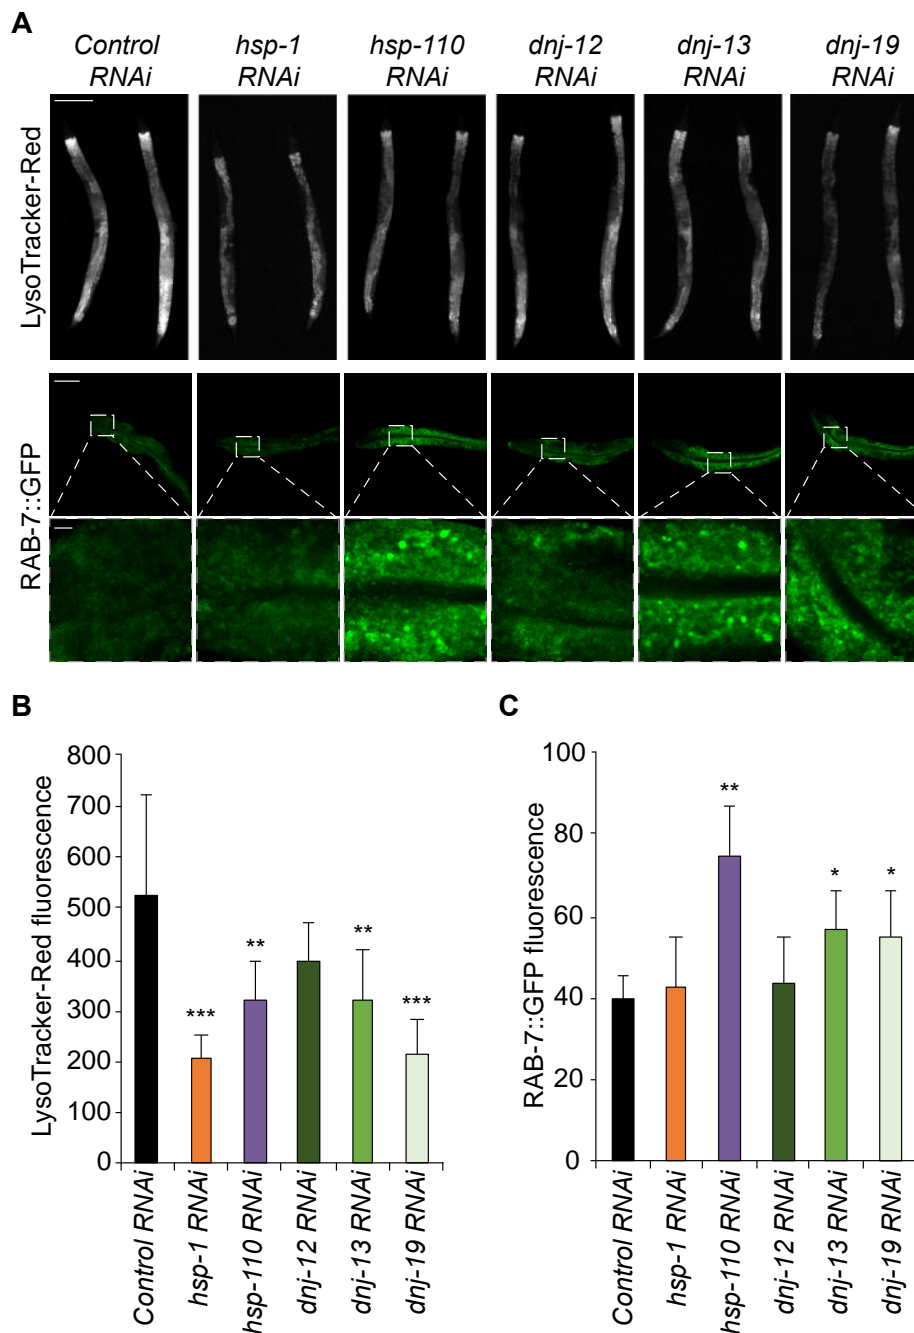 A
Control RNAi
hsp-1 RNAi
hsp-110 RNAi
dnj-12 RNAi
dnj-13 RNAi
dnj-19 RNAi
LysoTracker-Red
RAB-7::GFP
B
LysoTracker-Red fluorescence
800
700
600
500
400
300
200
100
0
***
**
**
***
Control RNAi
hsp-1 RNAi
hsp-110 RNAi
dnj-12 RNAi
dnj-13 RNAi
dnj-19 RNAi
C
RAB-7::GFP fluorescence
100
80
60
40
20
0
**
*
*
Control RNAi
hsp-1 RNAi
hsp-110 RNAi
dnj-12 RNAi
dnj-13 RNAi
dnj-19 RNAi